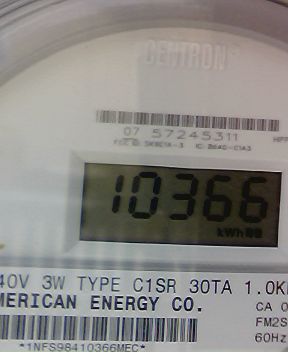 CENTRON®
07 57245311
10366
kWh
40V 3W TYPE C1SR 30TA 1.0K
MERICAN ENERGY CO.
CA 0
FM2S
60Hz
*1NFS98410366MEC*